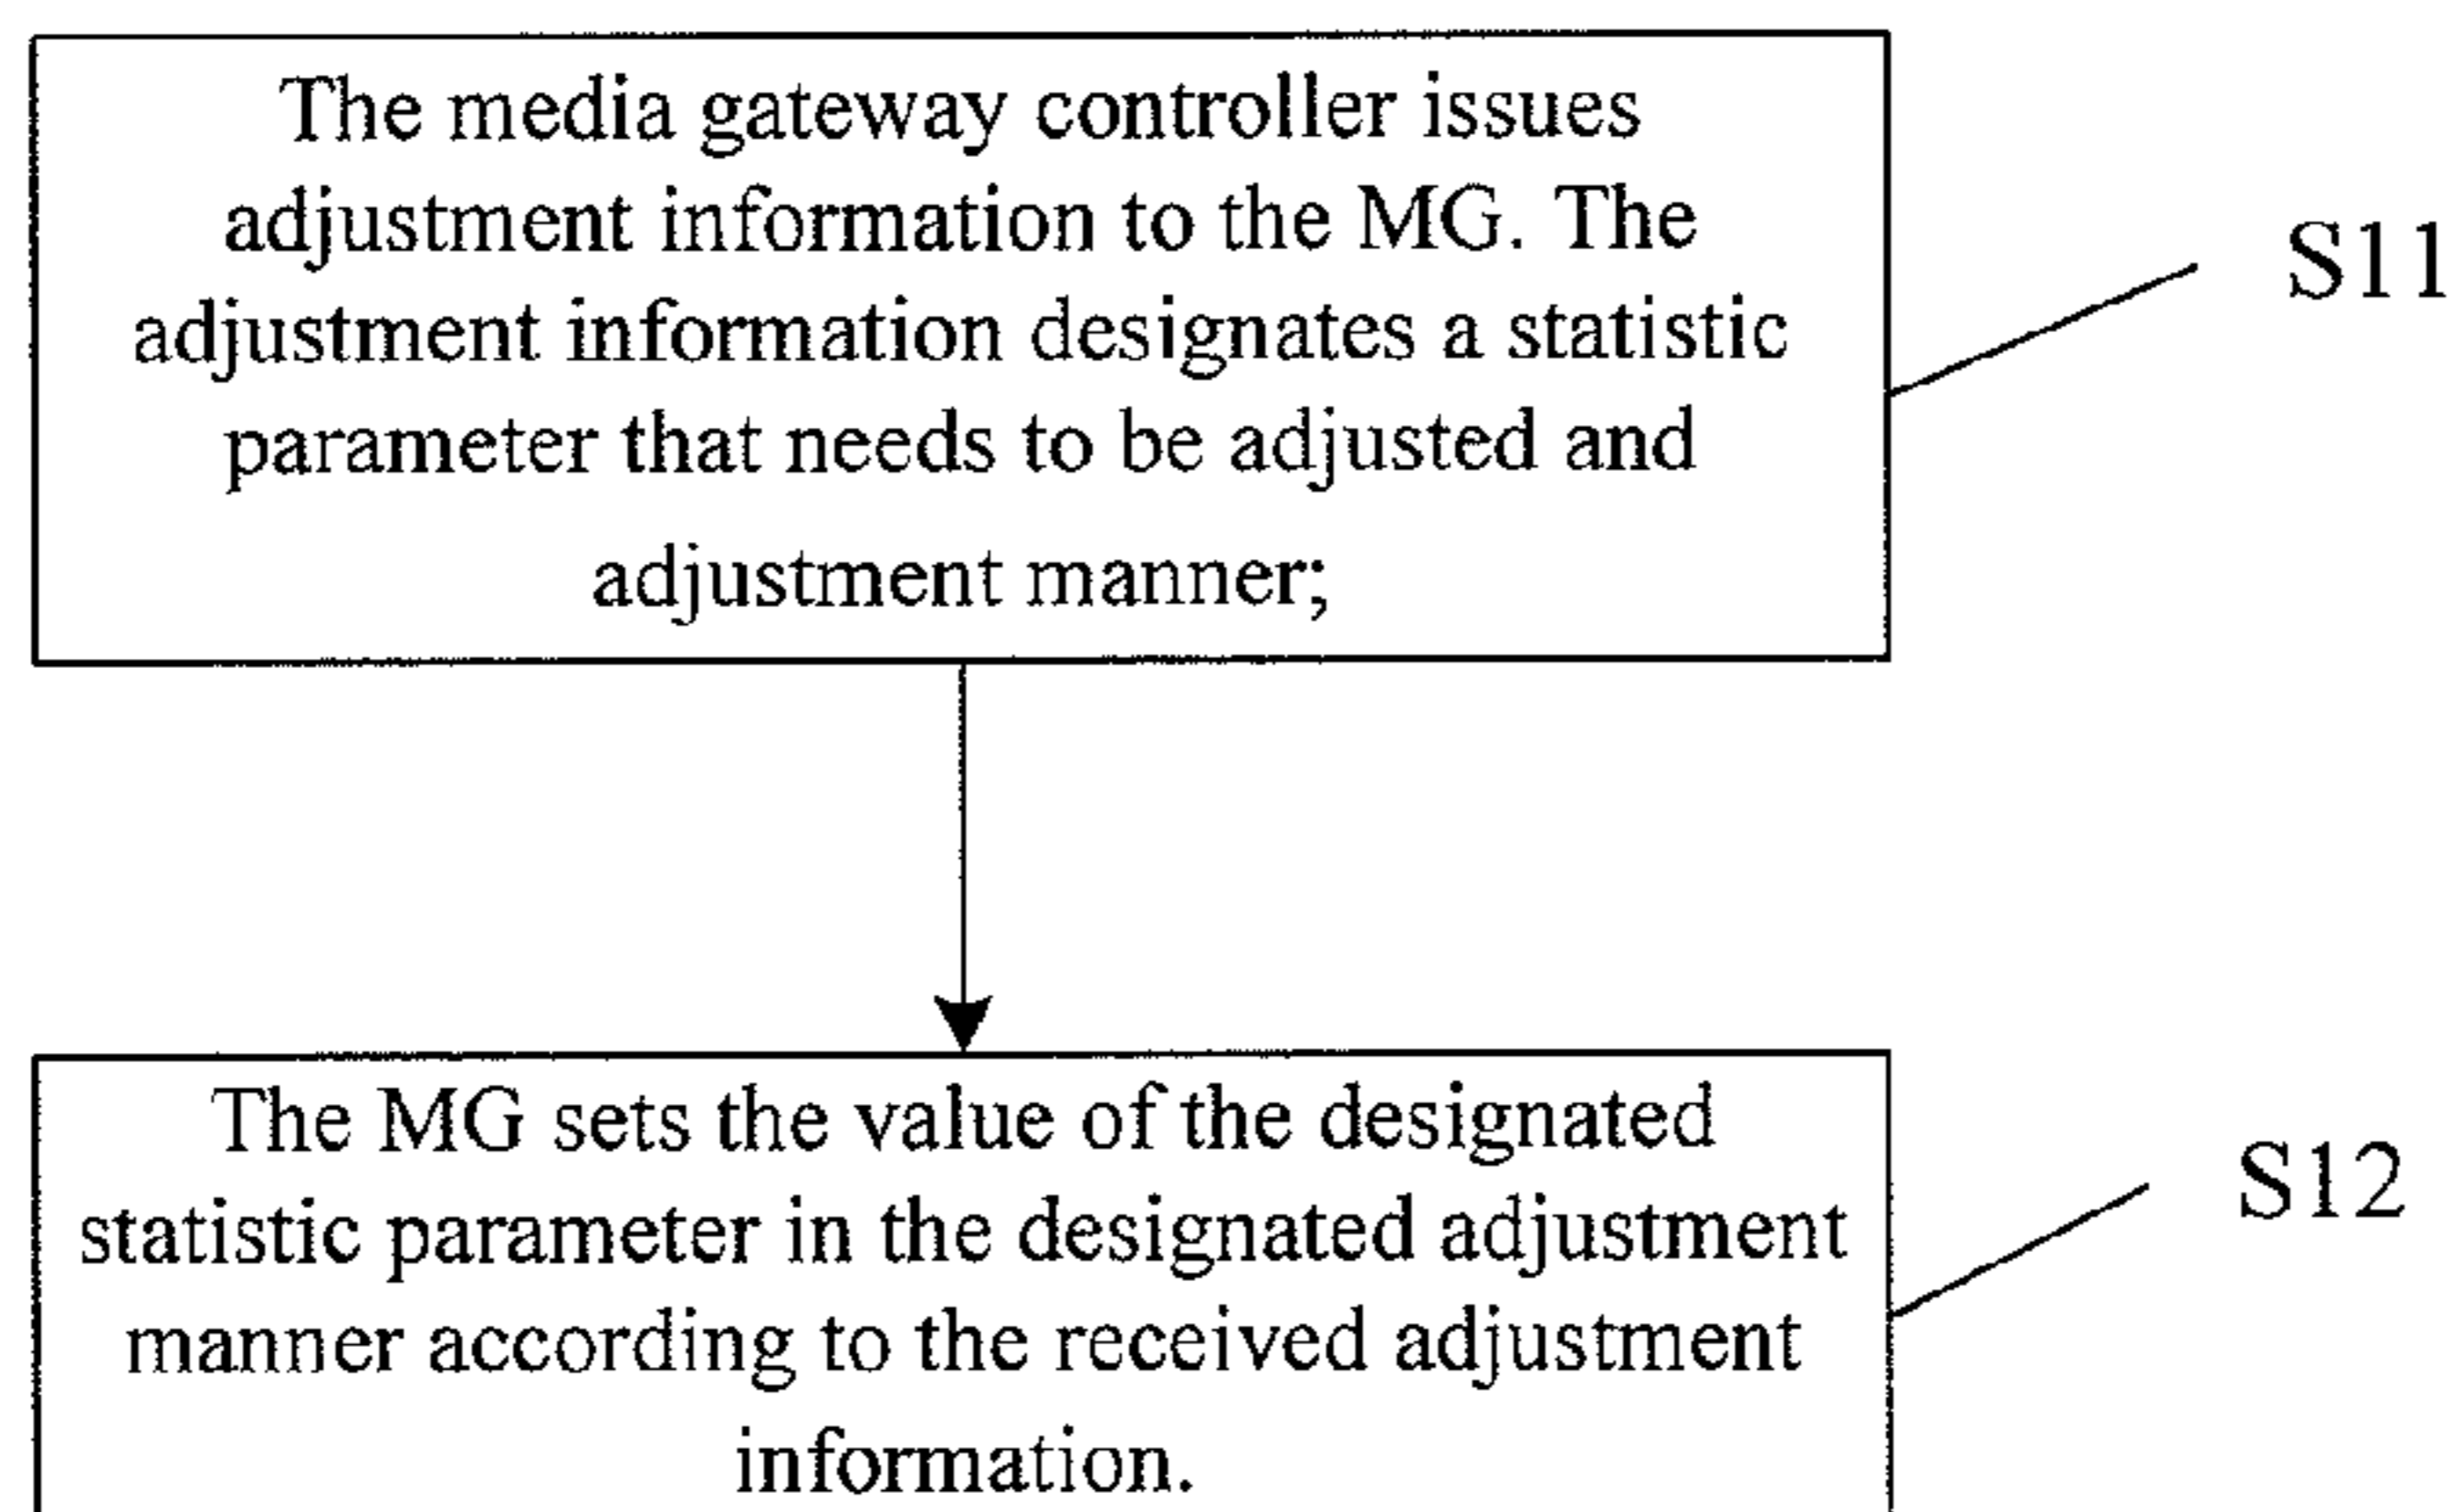 The media gateway controller issues
adjustment information to the MG. The
adjustment information designates a statistic
parameter that needs to be adjusted and
adjustment manner;
S11
The MG sets the value of the designated
statistic parameter in the designated adjustment
manner according to the received adjustment
information.
S12